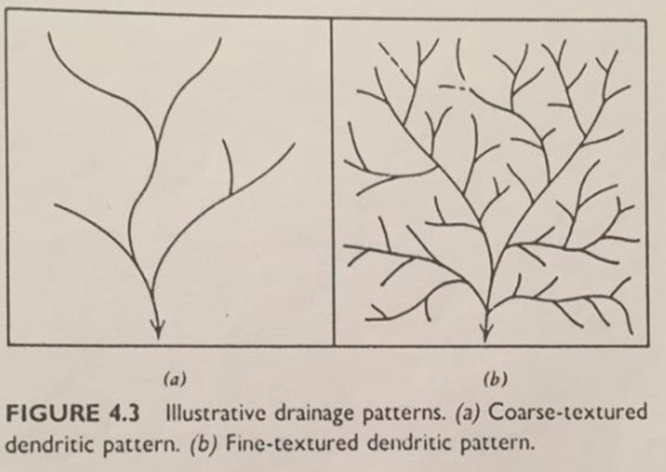 (a)
(b)
FIGURE 4.3 Illustrative drainage patterns. (a) Coarse-textured
dendritic pattern. (b) Fine-textured dendritic pattern.